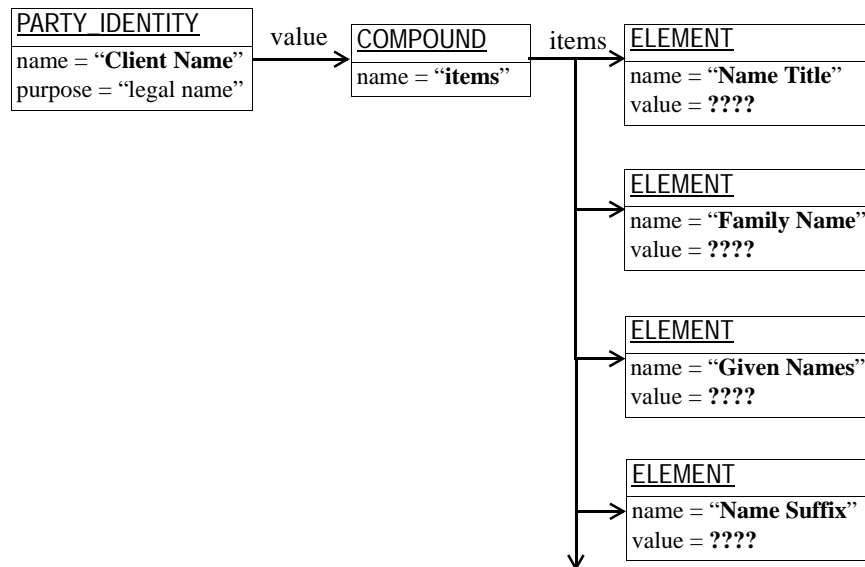 PARTY_IDENTITY
name = “Client Name”
purpose = “legal name”
value
COMPOUND
name = “items”
items
ELEMENT
name = “Name Title”
value = ????
ELEMENT
name = “Family Name”
value = ????
ELEMENT
name = “Given Names”
value = ????
ELEMENT
name = “Name Suffix”
value = ????